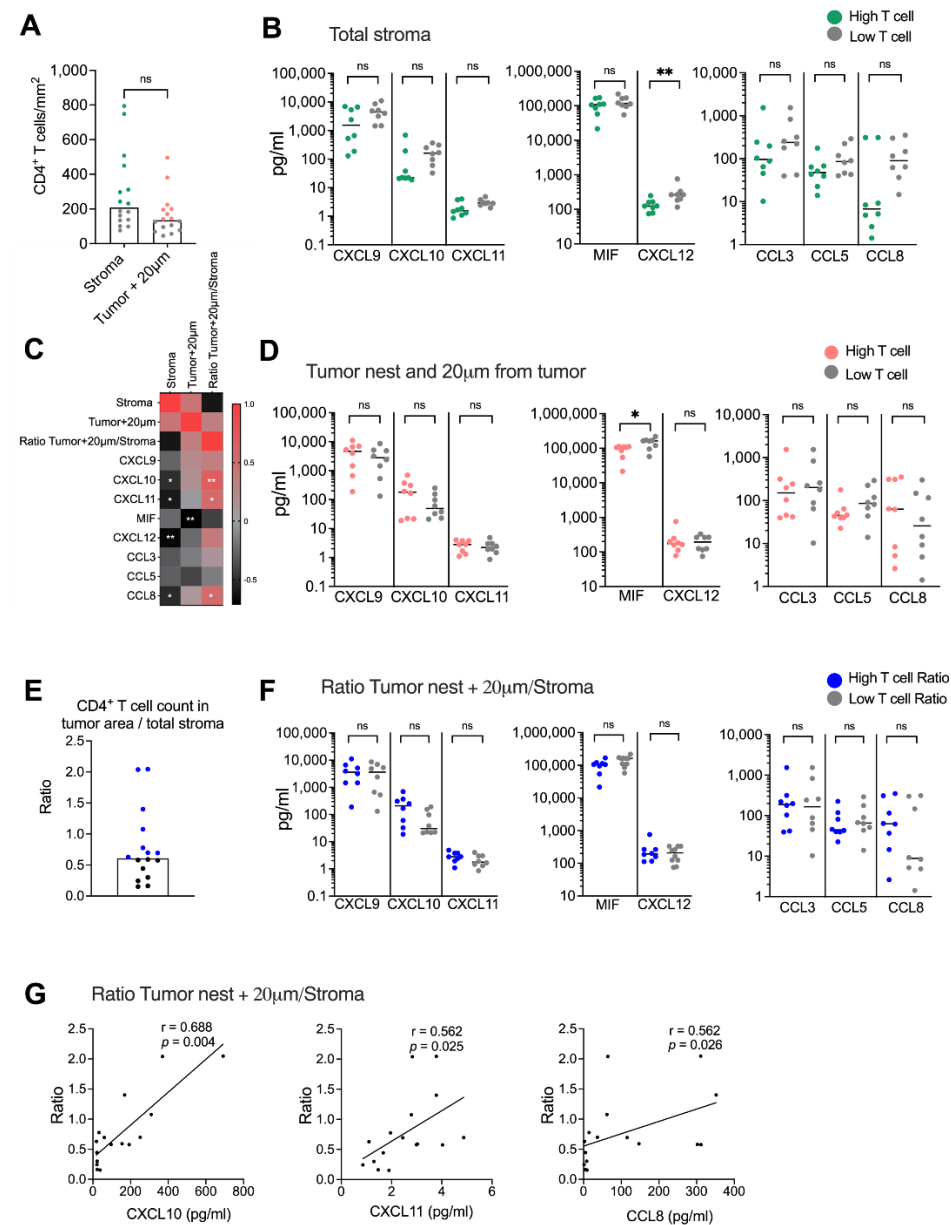 A
CD4+ T cells/mm2
1,000
800
600
400
200
0
ns
Stroma
Tumor + 20µm
B
Total stroma
High T cell
Low T cell
pg/ml
100,000
10,000
1,000
100
10
1
0.1
ns
ns
ns
CXCL9
CXCL10
CXCL11
1,000,000
100,000
10,000
1,000
100
ns
**
MIF
CXCL12
10,000
1,000
100
10
1
ns
ns
ns
CCL3
CCL5
CCL8
C
Stroma
Tumor+20µm
Ratio Tumor+20µm/Stroma
Stroma
Tumor+20µm
Ratio Tumor+20µm/Stroma
CXCL9
CXCL10
* **
CXCL11
* *
MIF
**
CXCL12
**
CCL3
CCL5
CCL8
* *
1.0
0.5
0
-0.5
D
Tumor nest and 20µm from tumor
High T cell
Low T cell
pg/ml
100,000
10,000
1,000
100
10
1
0.1
ns
ns
ns
CXCL9
CXCL10
CXCL11
1,000,000
100,000
10,000
1,000
100
10
*
ns
MIF
CXCL12
10,000
1,000
100
10
1
ns
ns
ns
CCL3
CCL5
CCL8
E
CD4+ T cell count in
tumor area / total stroma
Ratio
2.5
2.0
1.5
1.0
0.5
0.0
F
Ratio Tumor nest + 20µm/Stroma
High T cell Ratio
Low T cell Ratio
pg/ml
100,000
10,000
1,000
100
10
1
0.1
ns
ns
ns
CXCL9
CXCL10
CXCL11
1,000,000
100,000
10,000
1,000
100
10
ns
ns
MIF
CXCL12
10,000
1,000
100
10
1
ns
ns
ns
CCL3
CCL5
CCL8
G
Ratio Tumor nest + 20µm/Stroma
r = 0.688
p = 0.004
Ratio
2.5
2.0
1.5
1.0
0.5
0.0
0 200 400 600 800
CXCL10 (pg/ml)
r = 0.562
p = 0.025
Ratio
2.5
2.0
1.5
1.0
0.5
0.0
0 2 4 6
CXCL11 (pg/ml)
r = 0.562
p = 0.026
Ratio
2.5
2.0
1.5
1.0
0.5
0.0
0 100 200 300 400
CCL8 (pg/ml)